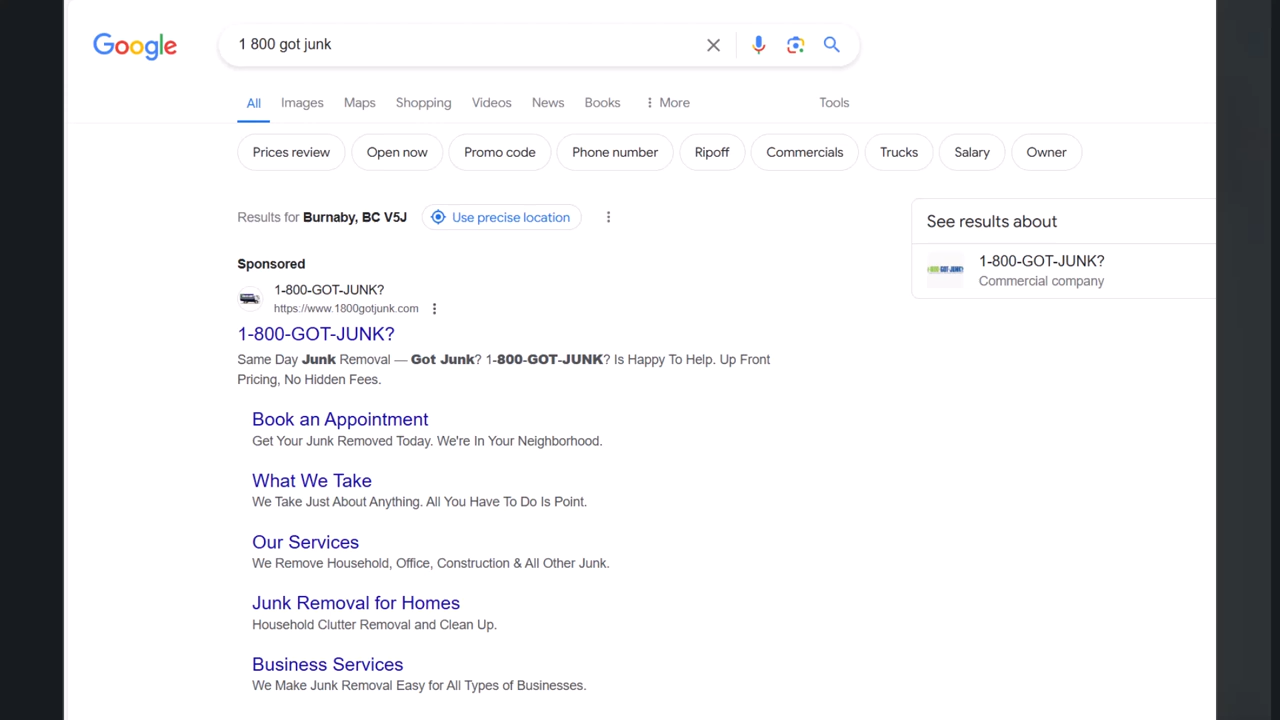 Google
1 800 got junk
All Images Maps Shopping Videos News Books More Tools
Prices review Open now Promo code Phone number Ripoff Commercials Trucks Salary Owner
Results for Burnaby, BC V5J Use precise location
See results about
1-800-GOT-JUNK?
Commercial company
Sponsored
1-800-GOT-JUNK?
https://www.1800gotjunk.com
1-800-GOT-JUNK?
Same Day Junk Removal — Got Junk? 1-800-GOT-JUNK? Is Happy To Help. Up Front
Pricing, No Hidden Fees.
Book an Appointment
Get Your Junk Removed Today. We're In Your Neighborhood.
What We Take
We Take Just About Anything. All You Have To Do Is Point.
Our Services
We Remove Household, Office, Construction & All Other Junk.
Junk Removal for Homes
Household Clutter Removal and Clean Up.
Business Services
We Make Junk Removal Easy for All Types of Businesses.